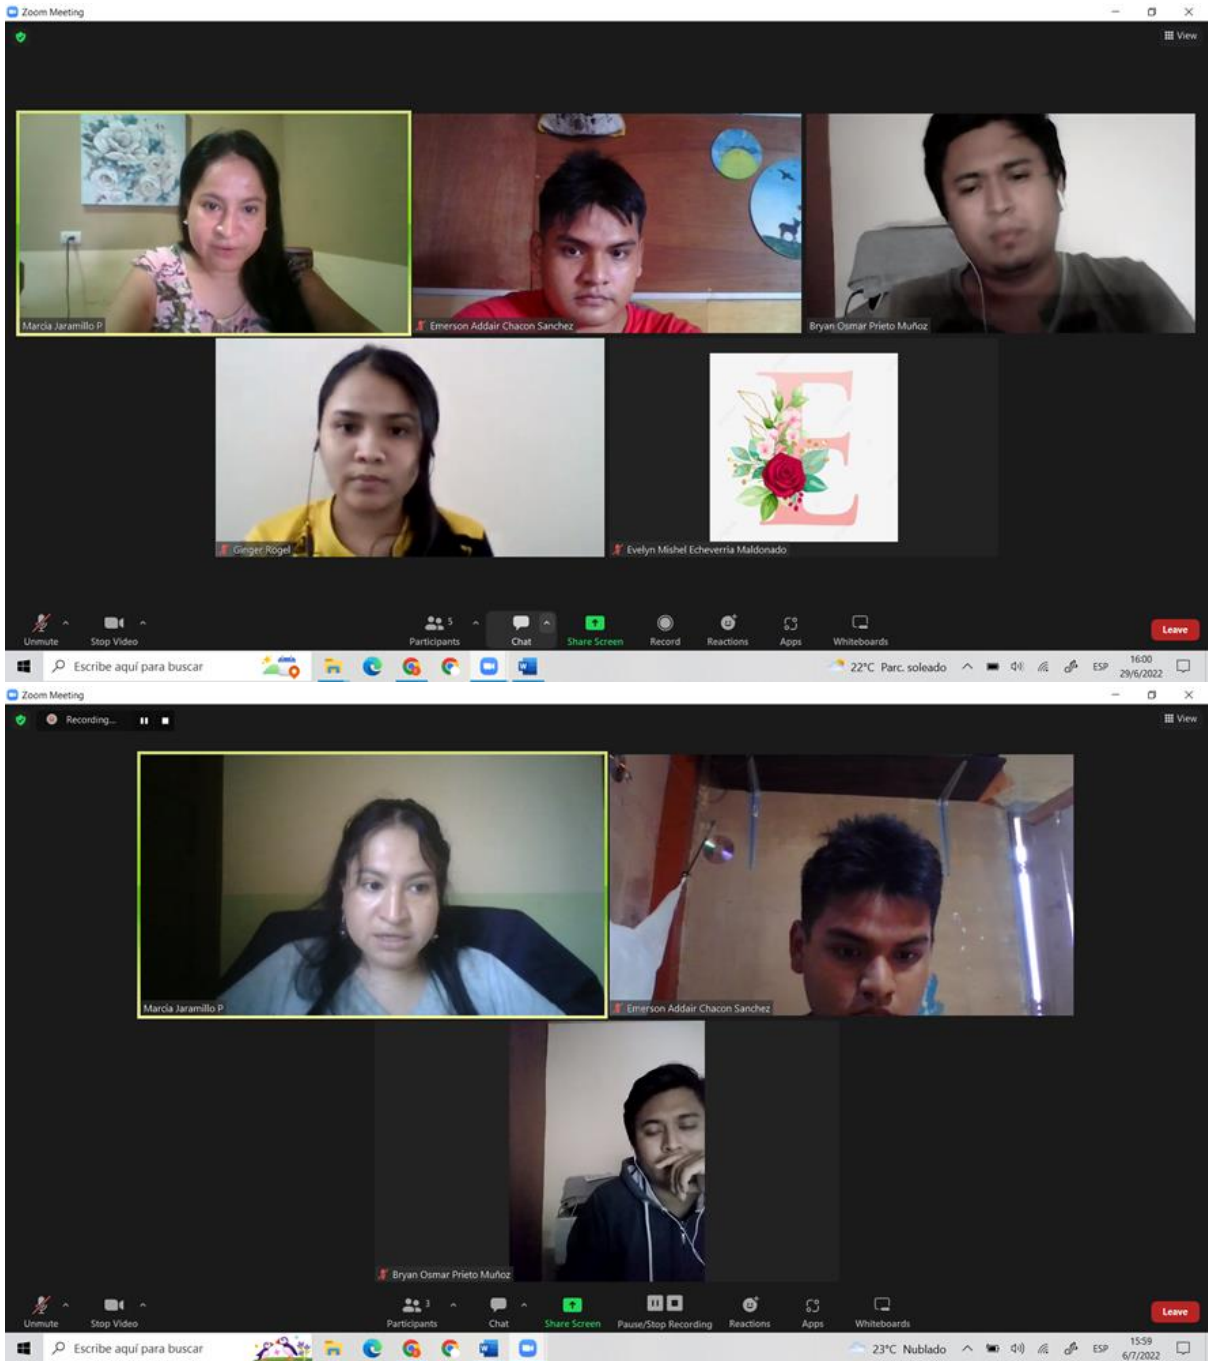 Zoom Meeting
View
Marcia Jaramillo P
Emerson Addair Chacon Sanchez
Bryan Osmar Prieto Muñoz
Ginger Rogel
E
Evelyn Mishel Echeverria Maldonado
Unmute
Stop Video
5
Participants
Chat
Share Screen
Record
Reactions
Apps
Whiteboards
Leave
Escribe aquí para buscar
22°C Parc. soleado
ESP
16:00
29/6/2022
Zoom Meeting
Recording...
View
Marcia Jaramillo P
Emerson Addair Chacon Sanchez
Bryan Osmar Prieto Muñoz
Unmute
Stop Video
3
Participants
Chat
Share Screen
Pause/Stop Recording
Reactions
Apps
Whiteboards
Leave
Escribe aquí para buscar
23°C Nublado
ESP
15:59
6/7/2022